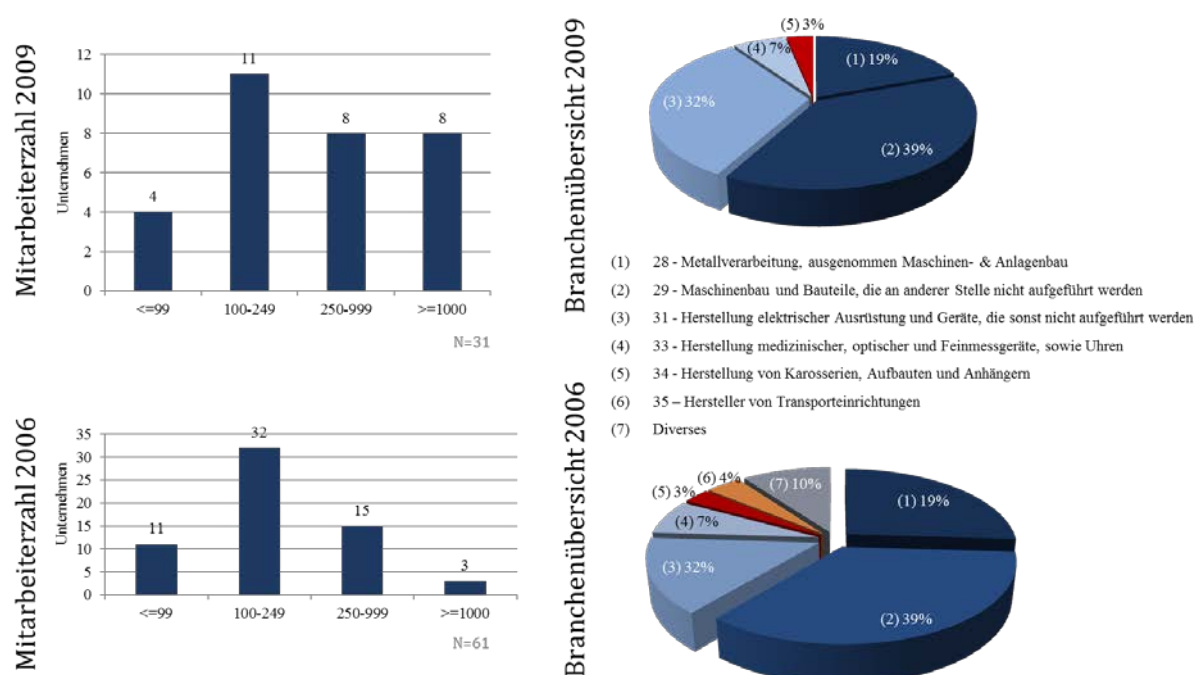 Mitarbeiterzahl 2009
Unternehmen
12
10
8
6
4
2
0
4
11
8
8
<=99
100-249
250-999
>=1000
N=31
Branchenübersicht 2009
(1) 19%
(2) 39%
(3) 32%
(4) 7%
(5) 3%
(1) 28 - Metallverarbeitung, ausgenommen Maschinen- & Anlagenbau
(2) 29 - Maschinenbau und Bauteile, die an anderer Stelle nicht aufgeführt werden
(3) 31 - Herstellung elektrischer Ausrüstung und Geräte, die sonst nicht aufgeführt werden
(4) 33 - Herstellung medizinischer, optischer und Feinmessgeräte, sowie Uhren
(5) 34 - Herstellung von Karosserien, Aufbauten und Anhängern
(6) 35 – Hersteller von Transporteinrichtungen
(7) Diverses
Mitarbeiterzahl 2006
Unternehmen
35
30
25
20
15
10
5
0
11
32
15
3
<=99
100-249
250-999
>=1000
N=61
Branchenübersicht 2006
(1) 19%
(2) 39%
(3) 32%
(4) 7%
(5) 3%
(6) 4%
(7) 10%